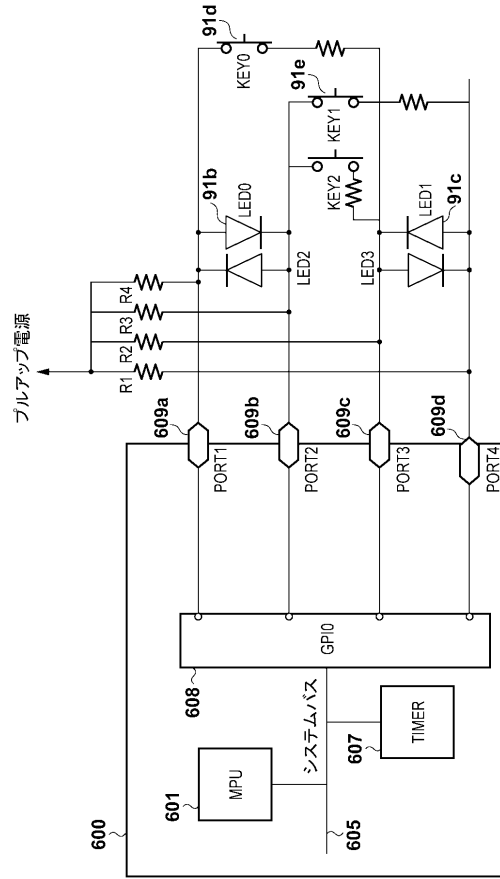 プルアップ電源
R1
R2
R3
R4
91b
LED0
LED2
91d
KEY0
91e
KEY1
KEY2
LED3
LED1
91c
600
609a
PORT1
609b
PORT2
609c
PORT3
609d
PORT4
601
MPU
608
GPIO
システムバス
605
607
TIMER